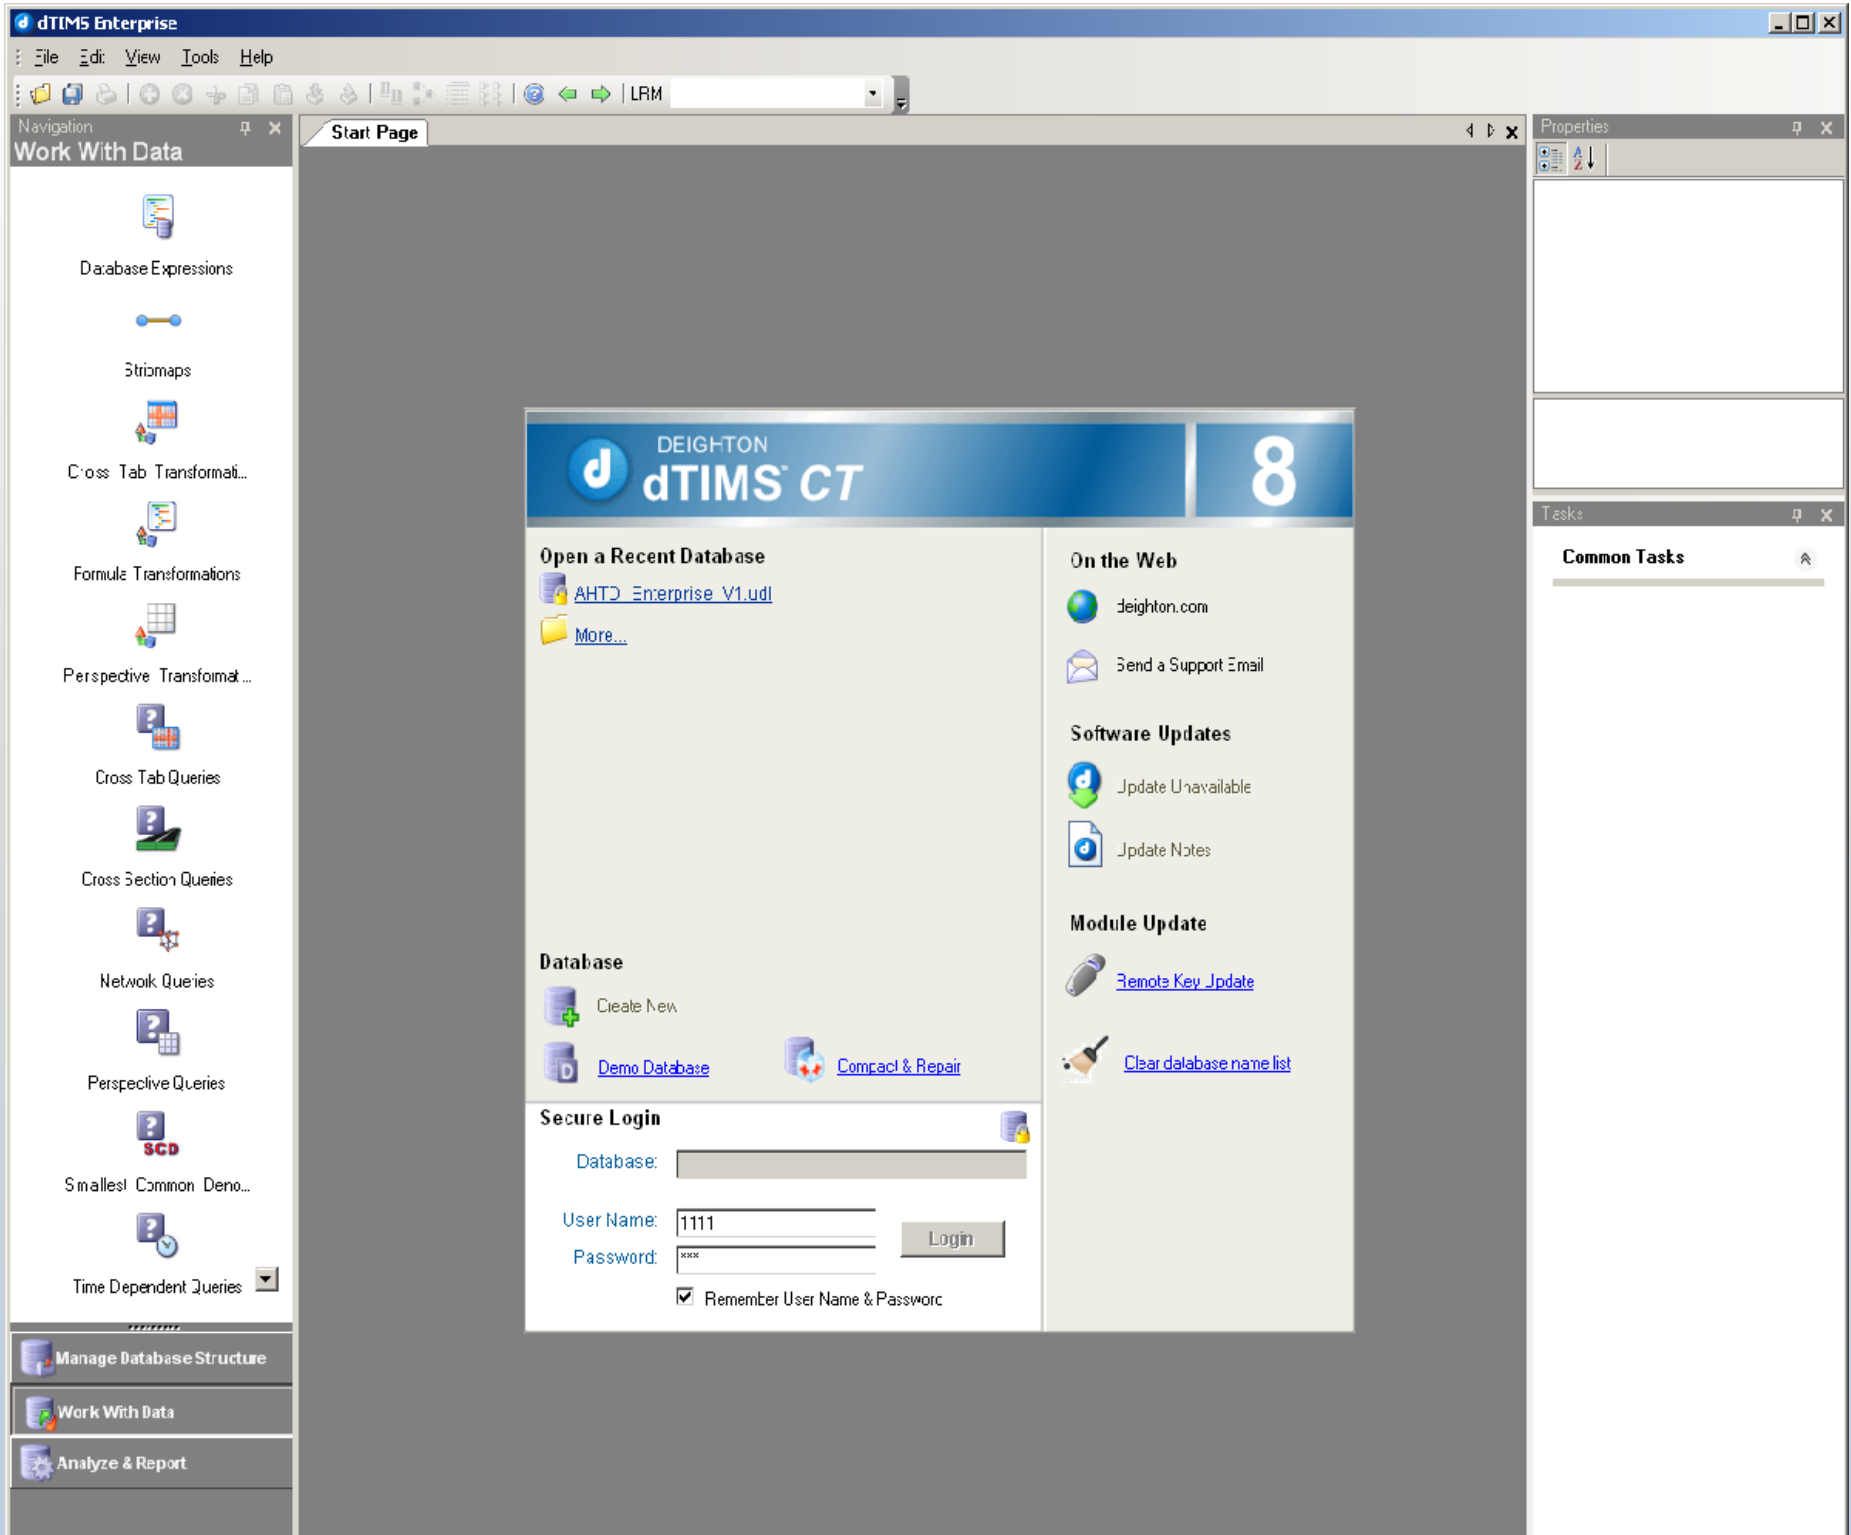 dTIMS Enterprise
File Edit View Tools Help
LRM
Navigation
Work With Data
Database Expressions
Stripmaps
Cross Tab Transformati...
Formula Transformations
Perspective Transformat...
Cross Tab Queries
Cross Section Queries
Network Queries
Perspective Queries
SCD
Smallest Common Deno...
Time Dependent Queries
Manage Database Structure
Work With Data
Analyze & Report
Start Page
DEIGHTON
dTIMS™ CT 8
Open a Recent Database
AHTD_Enterprise_V1.udl
More...
Database
Create New
Demo Database
Compact & Repair
Secure Login
Database:
User Name: 1111
Password: ***
Login
Remember User Name & Password
On the Web
deighton.com
Send a Support Email
Software Updates
Update Unavailable
Update Notes
Module Update
Remote Key Update
Clear database name list
Properties
Tasks
Common Tasks